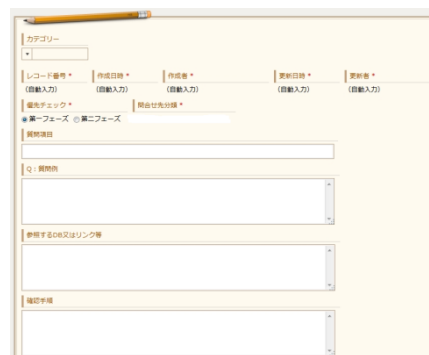 カテゴリー
レコード番号 * 作成日時 * 作成者 * 更新日時 * 更新者 *
(自動入力) (自動入力) (自動入力) (自動入力) (自動入力)
優先チェック * 問合せ先分類 *
第一フェーズ 第二フェーズ
質問項目
Q：質問例
参照するDB又はリンク等
確認手順